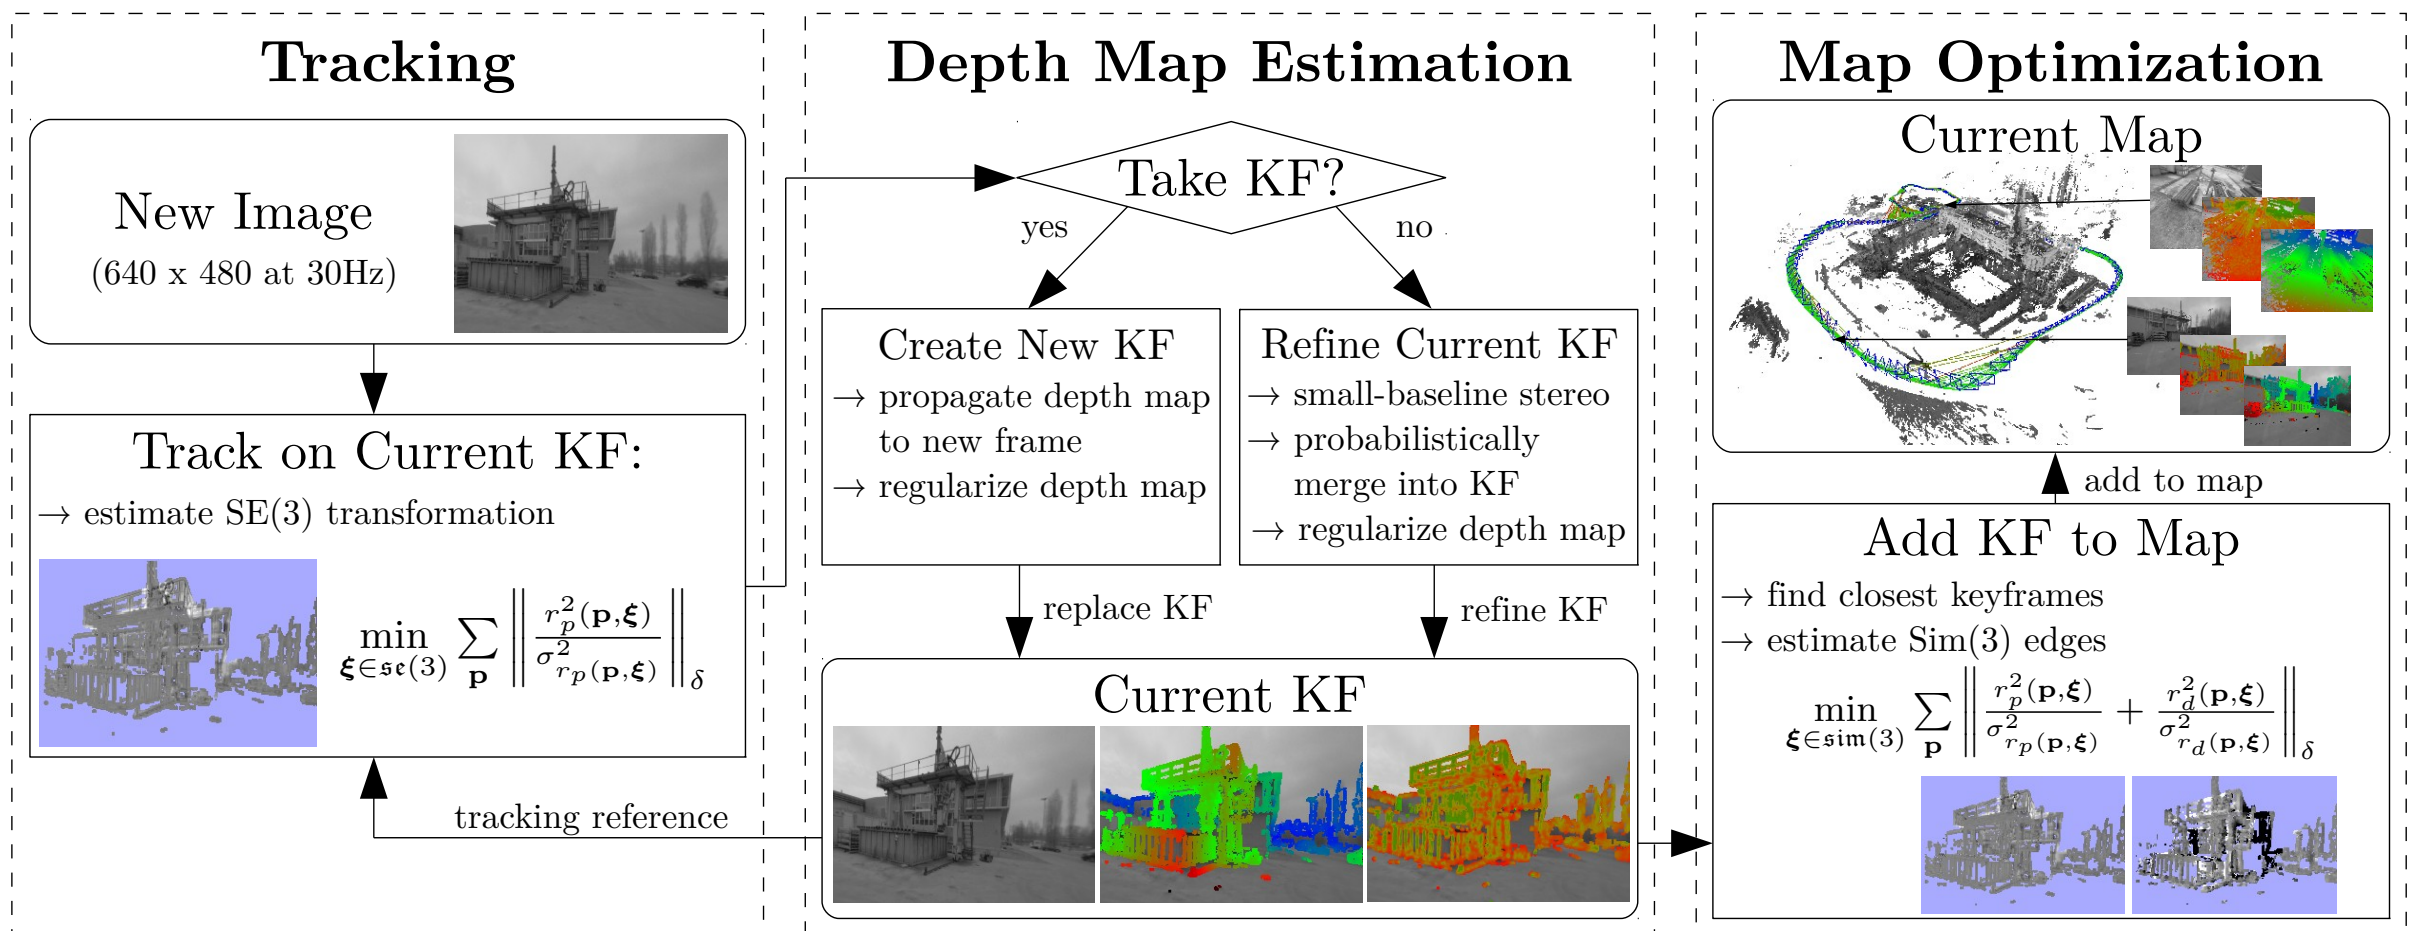 Tracking
New Image
(640 x 480 at 30Hz)
Track on Current KF:
→ estimate SE(3) transformation
min_{ξ∈𝔰𝔢(3)} ∑_p ‖ r_p^2(p,ξ) / σ^2_{r_p(p,ξ)} ‖_δ
tracking reference
Depth Map Estimation
Take KF?
yes
no
Create New KF
→ propagate depth map
to new frame
→ regularize depth map
Refine Current KF
→ small-baseline stereo
→ probabilistically
merge into KF
→ regularize depth map
replace KF
refine KF
Current KF
Map Optimization
Current Map
add to map
Add KF to Map
→ find closest keyframes
→ estimate Sim(3) edges
min_{ξ∈𝔰𝔦𝔪(3)} ∑_p ‖ r_p^2(p,ξ) / σ^2_{r_p(p,ξ)} + r_d^2(p,ξ) / σ^2_{r_d(p,ξ)} ‖_δ